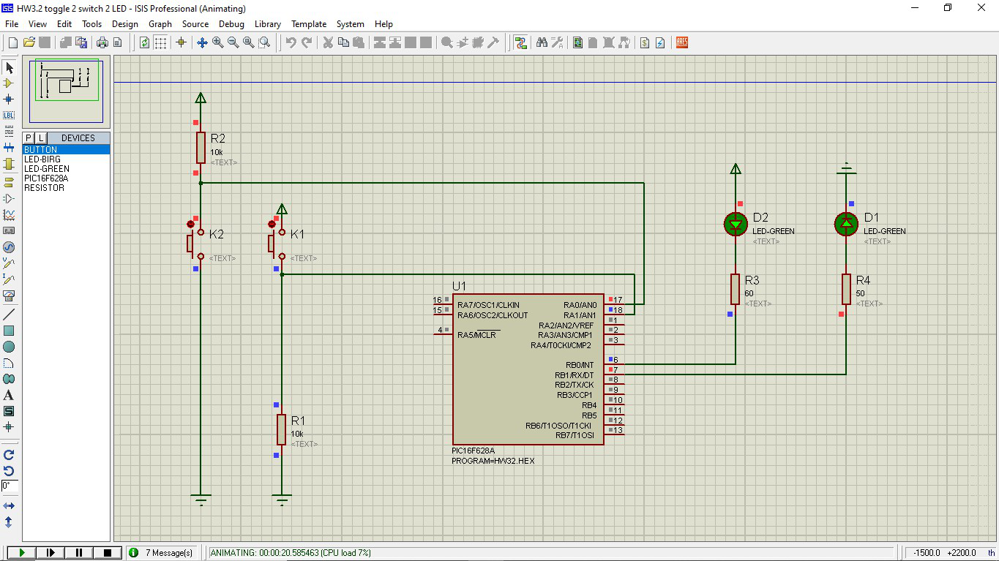 HW3.2 toggle 2 switch 2 LED - ISIS Professional (Animating)
File View Edit Tools Design Graph Source Debug Library Template System Help
ARES
LBL
P L DEVICES
BUTTON
LED-BIRG
LED-GREEN
PIC16F628A
RESISTOR
R2
10k
<TEXT>
K2
<TEXT>
K1
<TEXT>
D2
LED-GREEN
<TEXT>
D1
LED-GREEN
<TEXT>
R3
60
<TEXT>
R4
50
<TEXT>
U1
16 RA7/OSC1/CLKIN RA0/AN0 17
15 RA6/OSC2/CLKOUT RA1/AN1 18
RA2/AN2/VREF 1
4 RA5/MCLR RA3/AN3/CMP1 2
RA4/T0CKI/CMP2 3
RB0/INT 6
RB1/RX/DT 7
RB2/TX/CK 8
RB3/CCP1 9
RB4 10
RB5 11
RB6/T1OSO/T1CKI 12
RB7/T1OSI 13
PIC16F628A
PROGRAM=HW32.HEX
R1
10k
<TEXT>
A
S
0°
7 Message(s)
ANIMATING: 00:00:20.585463 (CPU load 7%)
-1500.0 +2200.0 th